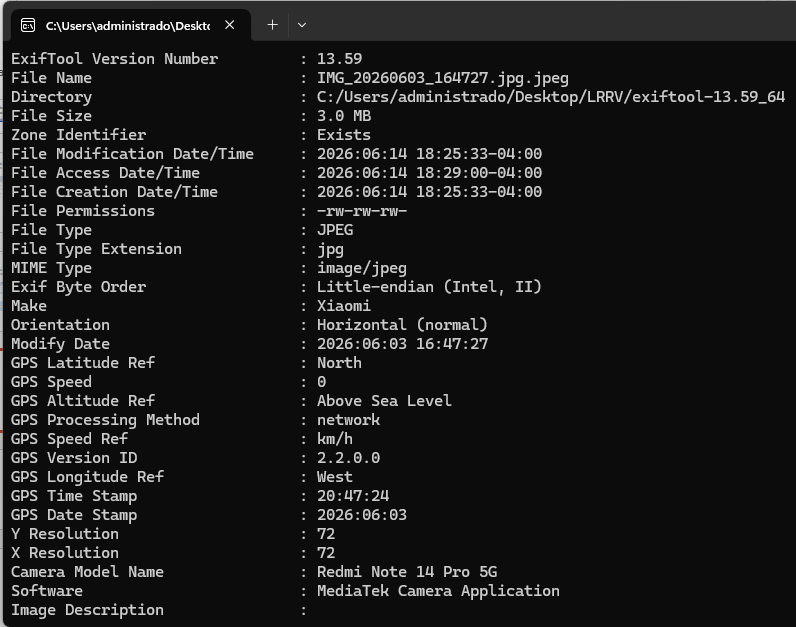 C:\Users\administrado\Deskto
ExifTool Version Number : 13.59
File Name : IMG_20260603_164727.jpg.jpeg
Directory : C:/Users/administrado/Desktop/LRRV/exiftool-13.59_64
File Size : 3.0 MB
Zone Identifier : Exists
File Modification Date/Time : 2026:06:14 18:25:33-04:00
File Access Date/Time : 2026:06:14 18:29:00-04:00
File Creation Date/Time : 2026:06:14 18:25:33-04:00
File Permissions : -rw-rw-rw-
File Type : JPEG
File Type Extension : jpg
MIME Type : image/jpeg
Exif Byte Order : Little-endian (Intel, II)
Make : Xiaomi
Orientation : Horizontal (normal)
Modify Date : 2026:06:03 16:47:27
GPS Latitude Ref : North
GPS Speed : 0
GPS Altitude Ref : Above Sea Level
GPS Processing Method : network
GPS Speed Ref : km/h
GPS Version ID : 2.2.0.0
GPS Longitude Ref : West
GPS Time Stamp : 20:47:24
GPS Date Stamp : 2026:06:03
Y Resolution : 72
X Resolution : 72
Camera Model Name : Redmi Note 14 Pro 5G
Software : MediaTek Camera Application
Image Description :